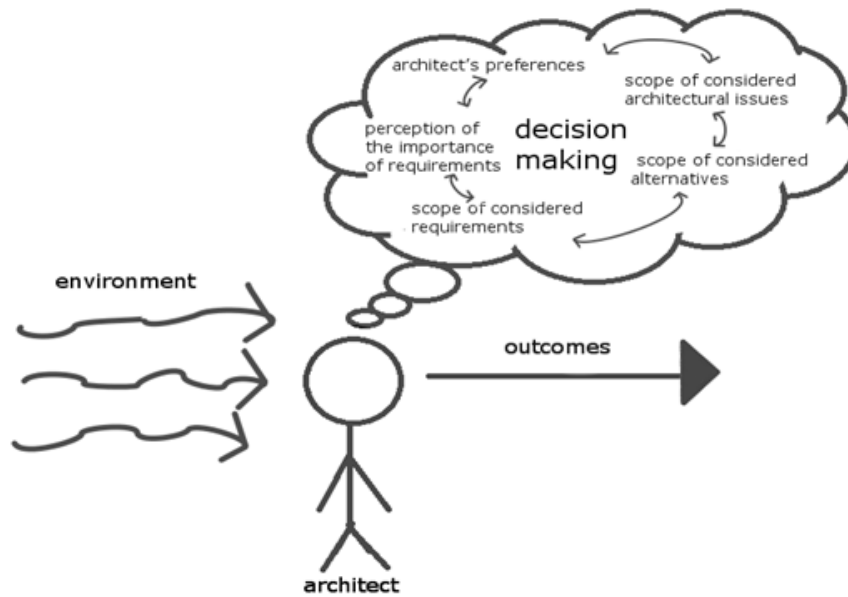 architect's preferences
scope of considered
architectural issues
perception of
the importance
of requirements
decision
making
scope of considered
alternatives
scope of considered
requirements
environment
outcomes
architect